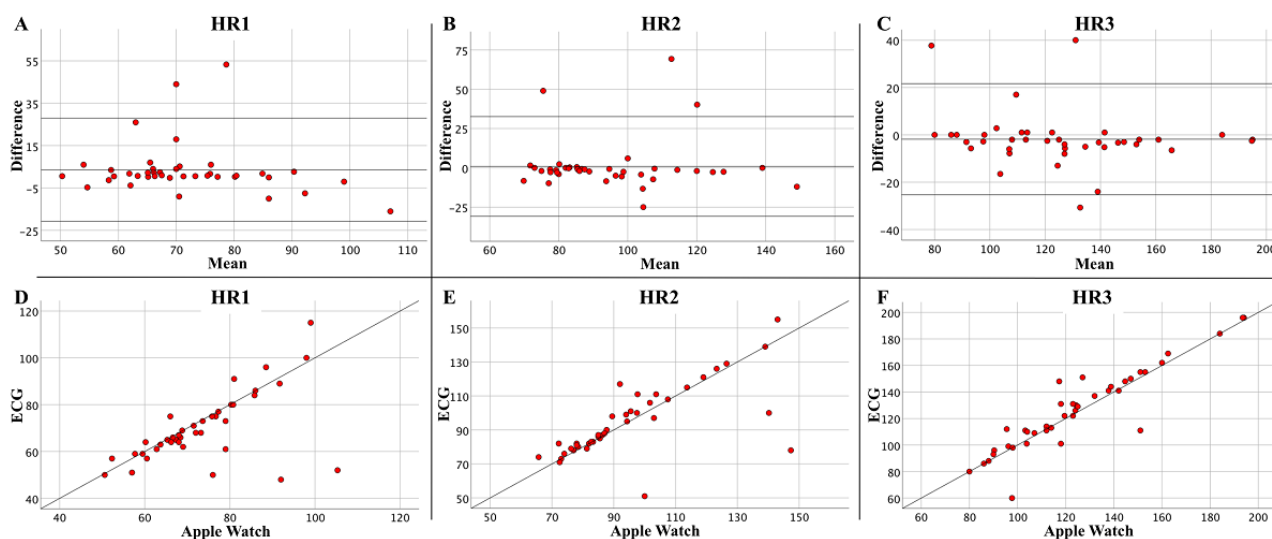 A HR1
55
35
15
-5
-25
Difference
50 60 70 80 90 100 110
Mean
B HR2
75
50
25
0
-25
Difference
60 80 100 120 140 160
Mean
C HR3
40
20
0
-20
-40
Difference
80 100 120 140 160 180 200
Mean
D HR1
120
100
80
60
40
ECG
40 60 80 100 120
Apple Watch
E HR2
150
130
110
90
70
50
ECG
50 70 90 110 130 150
Apple Watch
F HR3
200
180
160
140
120
100
80
60
ECG
60 80 100 120 140 160 180 200
Apple Watch